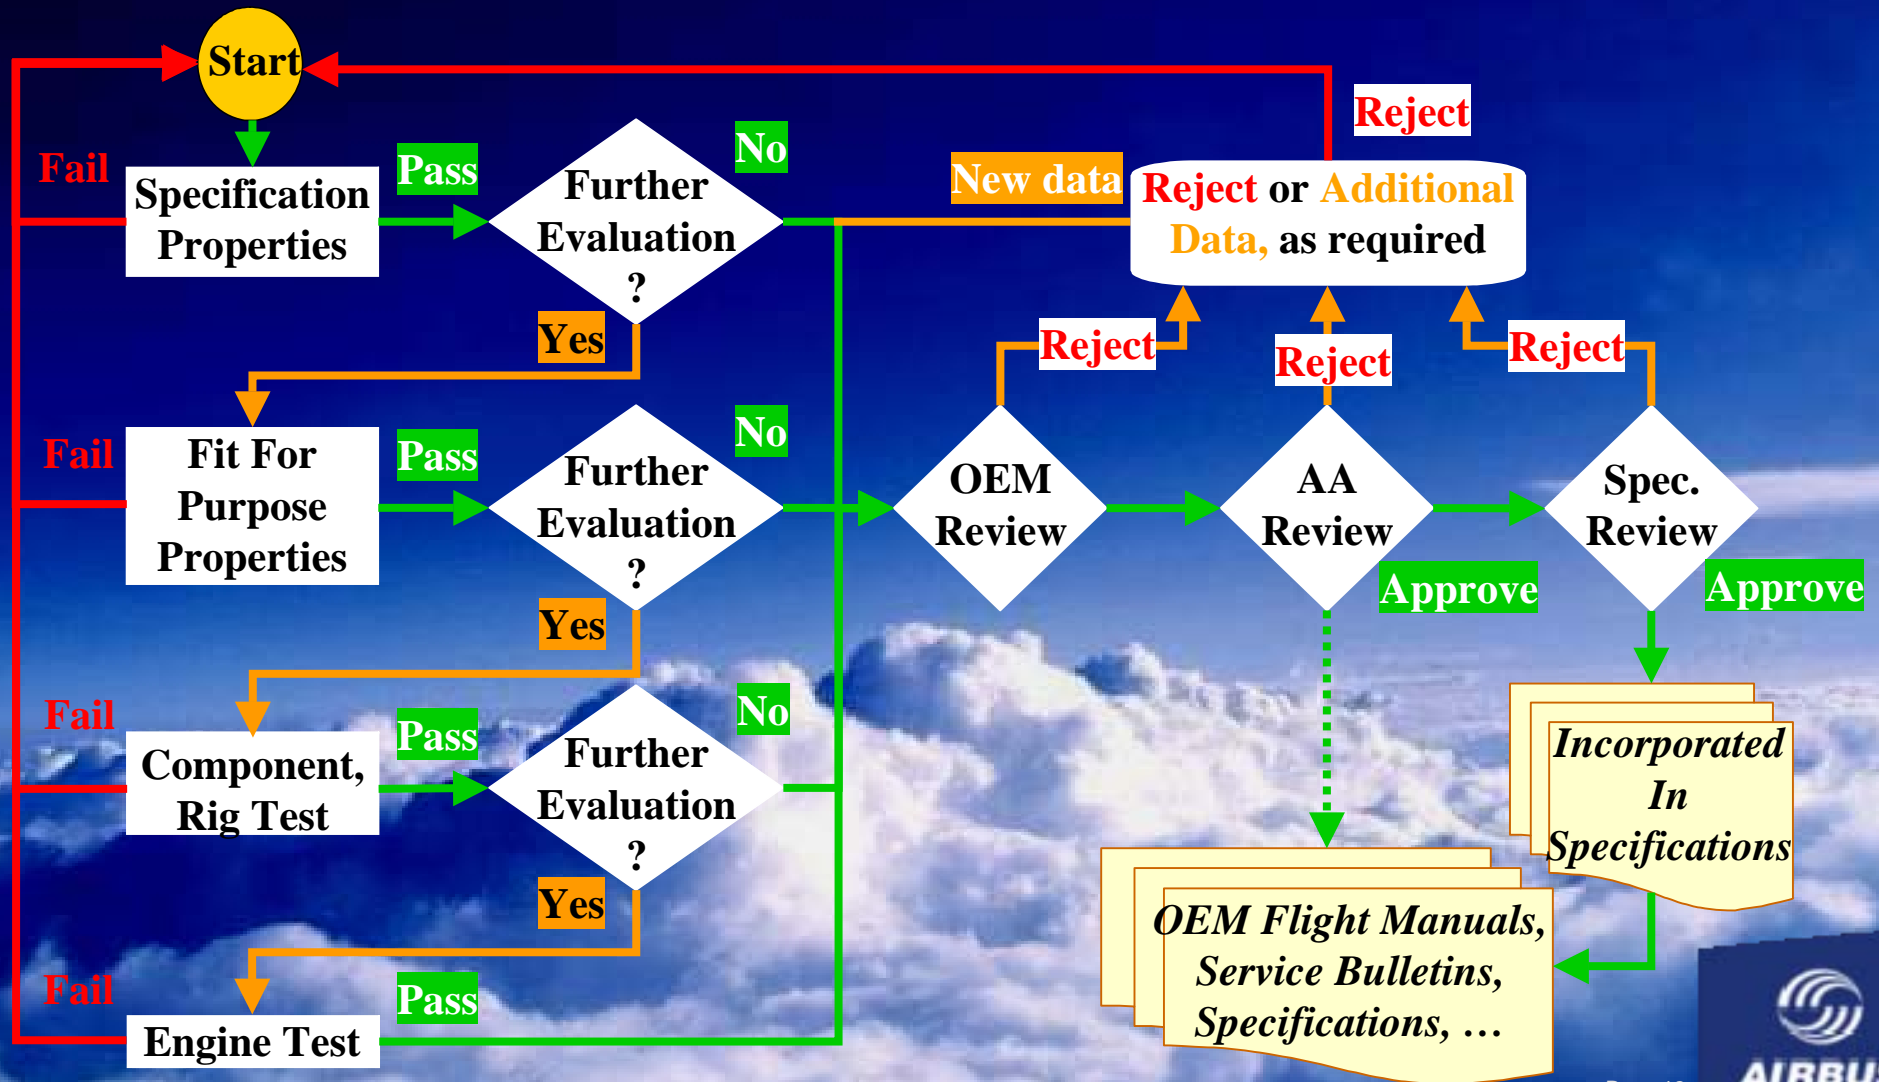 Start
Reject
Fail
Pass
No
New data
Specification
Properties
Further
Evaluation
?
Reject or Additional
Data, as required
Yes
Reject
Reject
Reject
Fail
Pass
No
Fit For
Purpose
Properties
Further
Evaluation
?
OEM
Review
AA
Review
Spec.
Review
Approve
Approve
Yes
Fail
Pass
No
Component,
Rig Test
Further
Evaluation
?
Incorporated
In
Specifications
Yes
OEM Flight Manuals,
Service Bulletins,
Specifications, …
Fail
Pass
Engine Test
AIRBUS